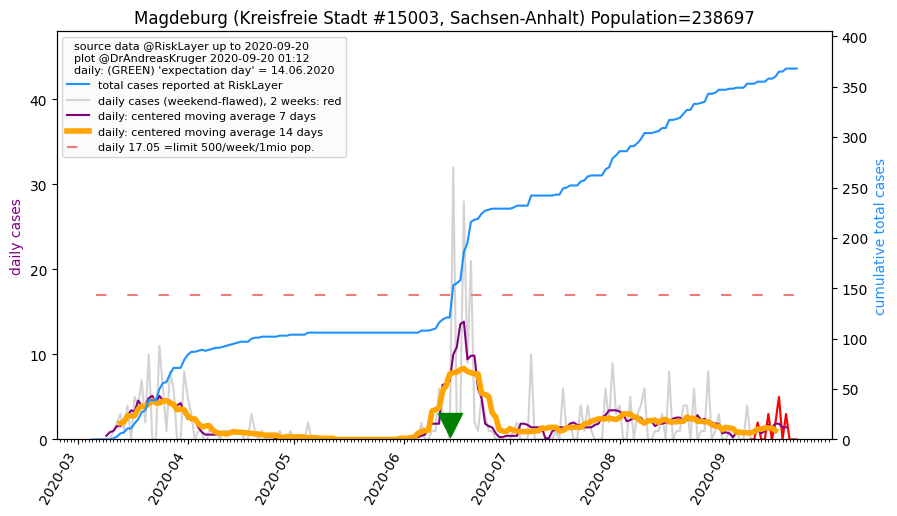 Magdeburg (Kreisfreie Stadt #15003, Sachsen-Anhalt) Population=238697
source data @RiskLayer up to 2020-09-20
plot @DrAndreasKruger 2020-09-20 01:12
daily: (GREEN) 'expectation day' = 14.06.2020
total cases reported at RiskLayer
daily cases (weekend-flawed), 2 weeks: red
daily: centered moving average 7 days
daily: centered moving average 14 days
daily 17.05 =limit 500/week/1mio pop.
daily cases
0
10
20
30
40
cumulative total cases
0
50
100
150
200
250
300
350
400
2020-03
2020-04
2020-05
2020-06
2020-07
2020-08
2020-09